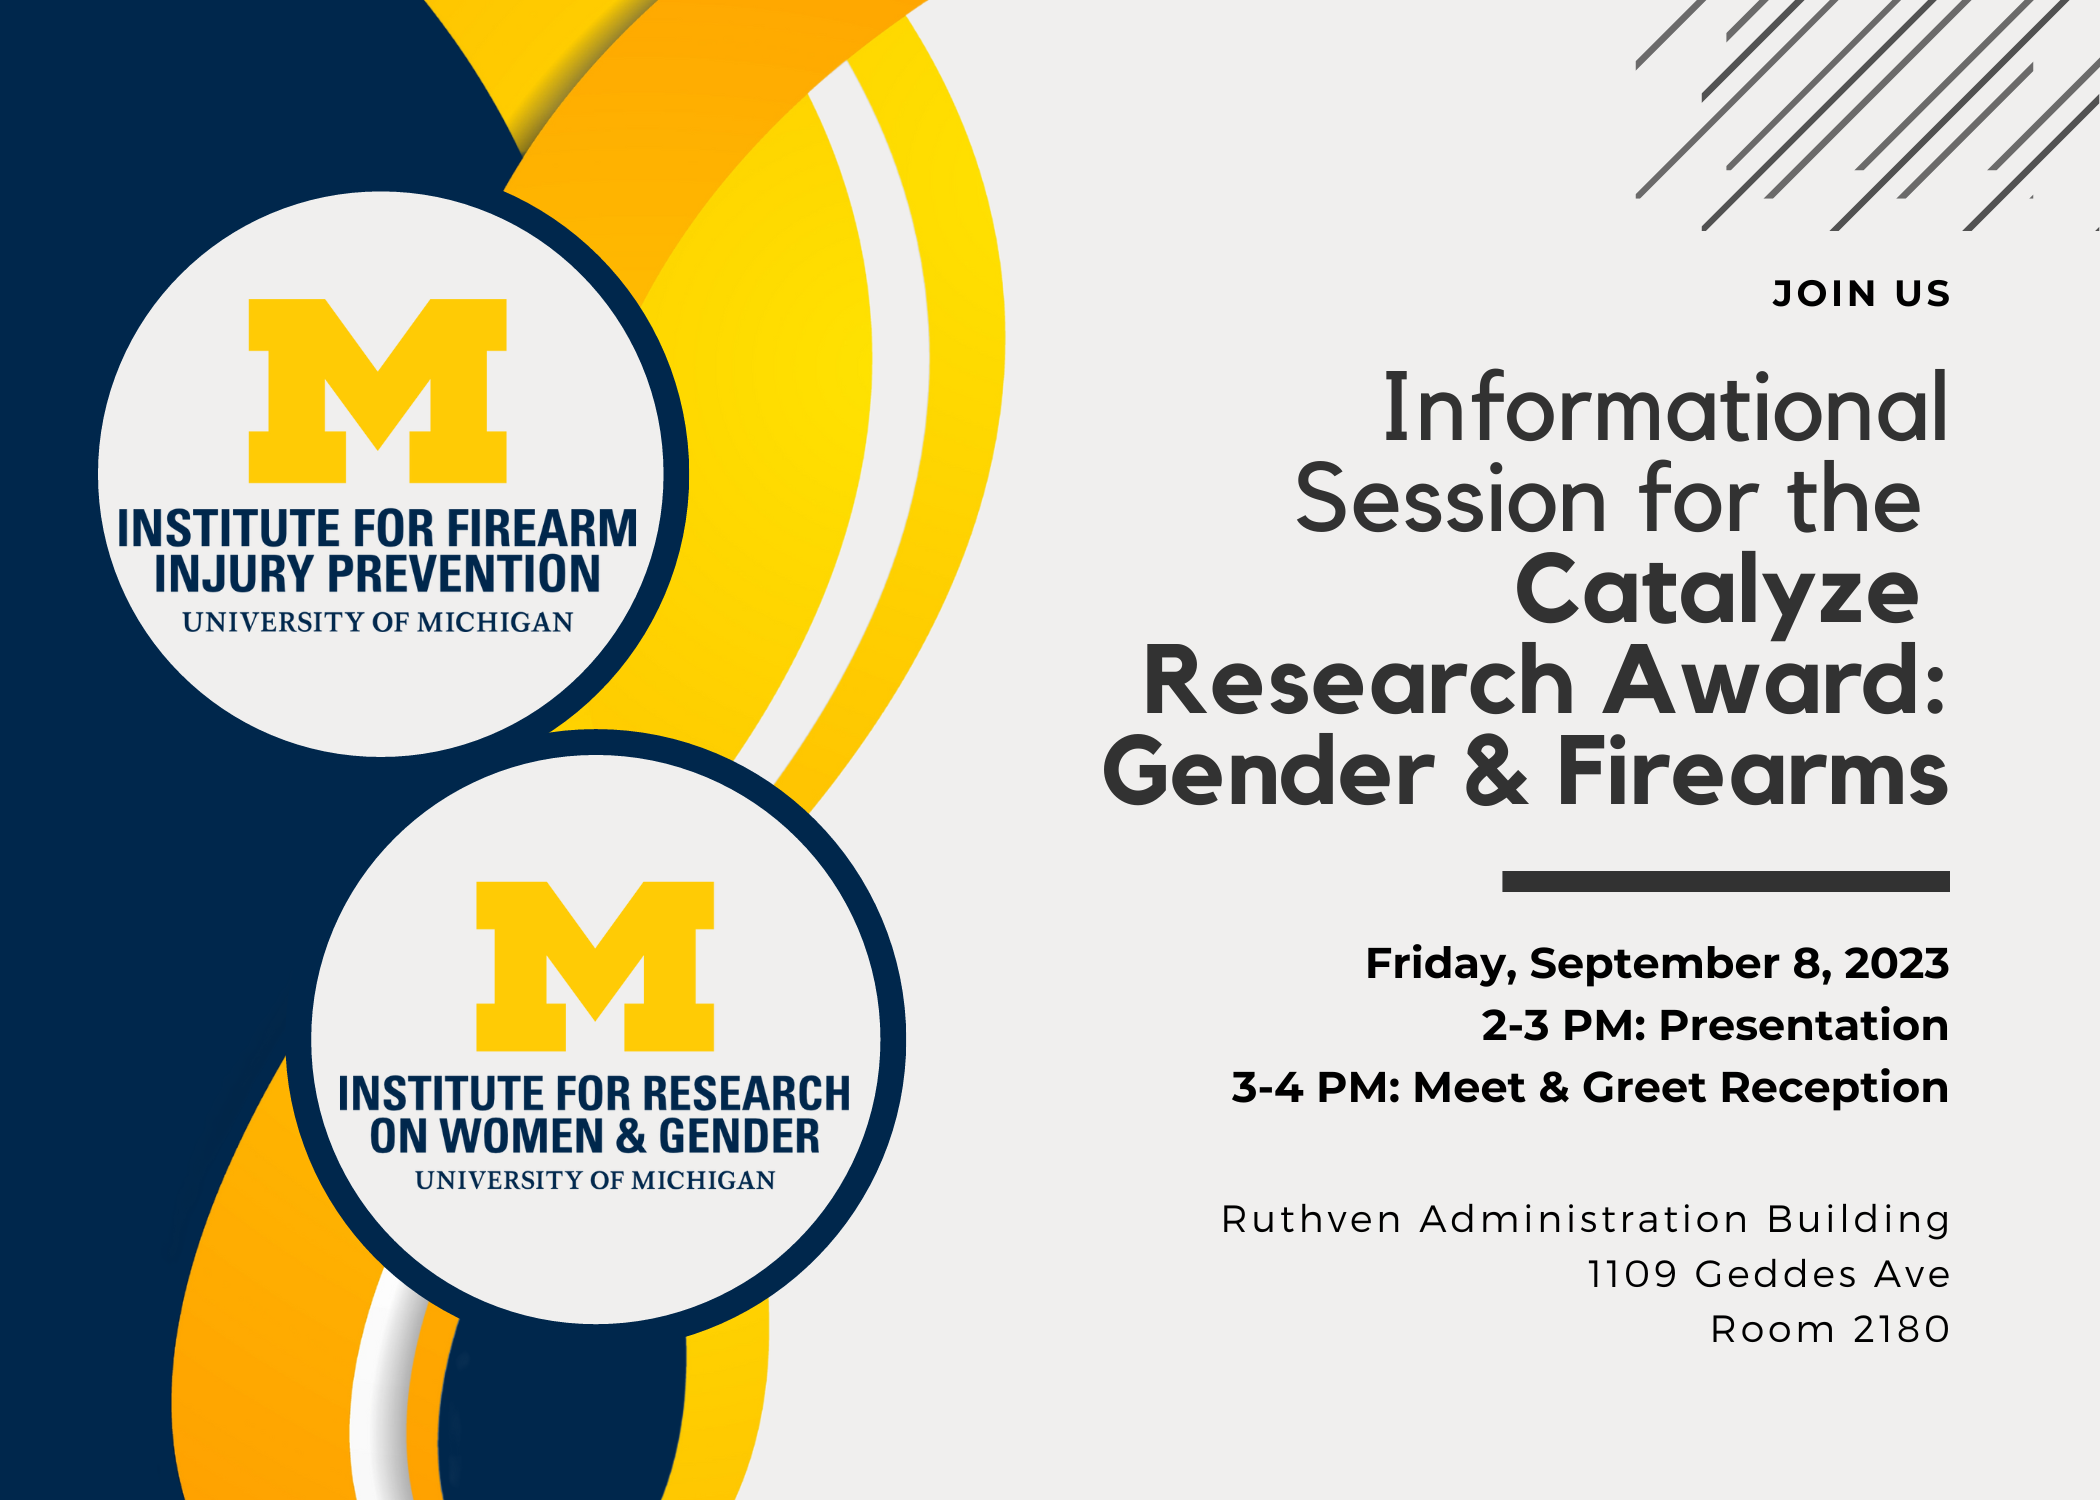 M
INSTITUTE FOR FIREARM
INJURY PREVENTION
UNIVERSITY OF MICHIGAN
M
INSTITUTE FOR RESEARCH
ON WOMEN & GENDER
UNIVERSITY OF MICHIGAN
JOIN US
Informational
Session for the
Catalyze
Research Award:
Gender & Firearms
Friday, September 8, 2023
2-3 PM: Presentation
3-4 PM: Meet & Greet Reception
Ruthven Administration Building
1109 Geddes Ave
Room 2180